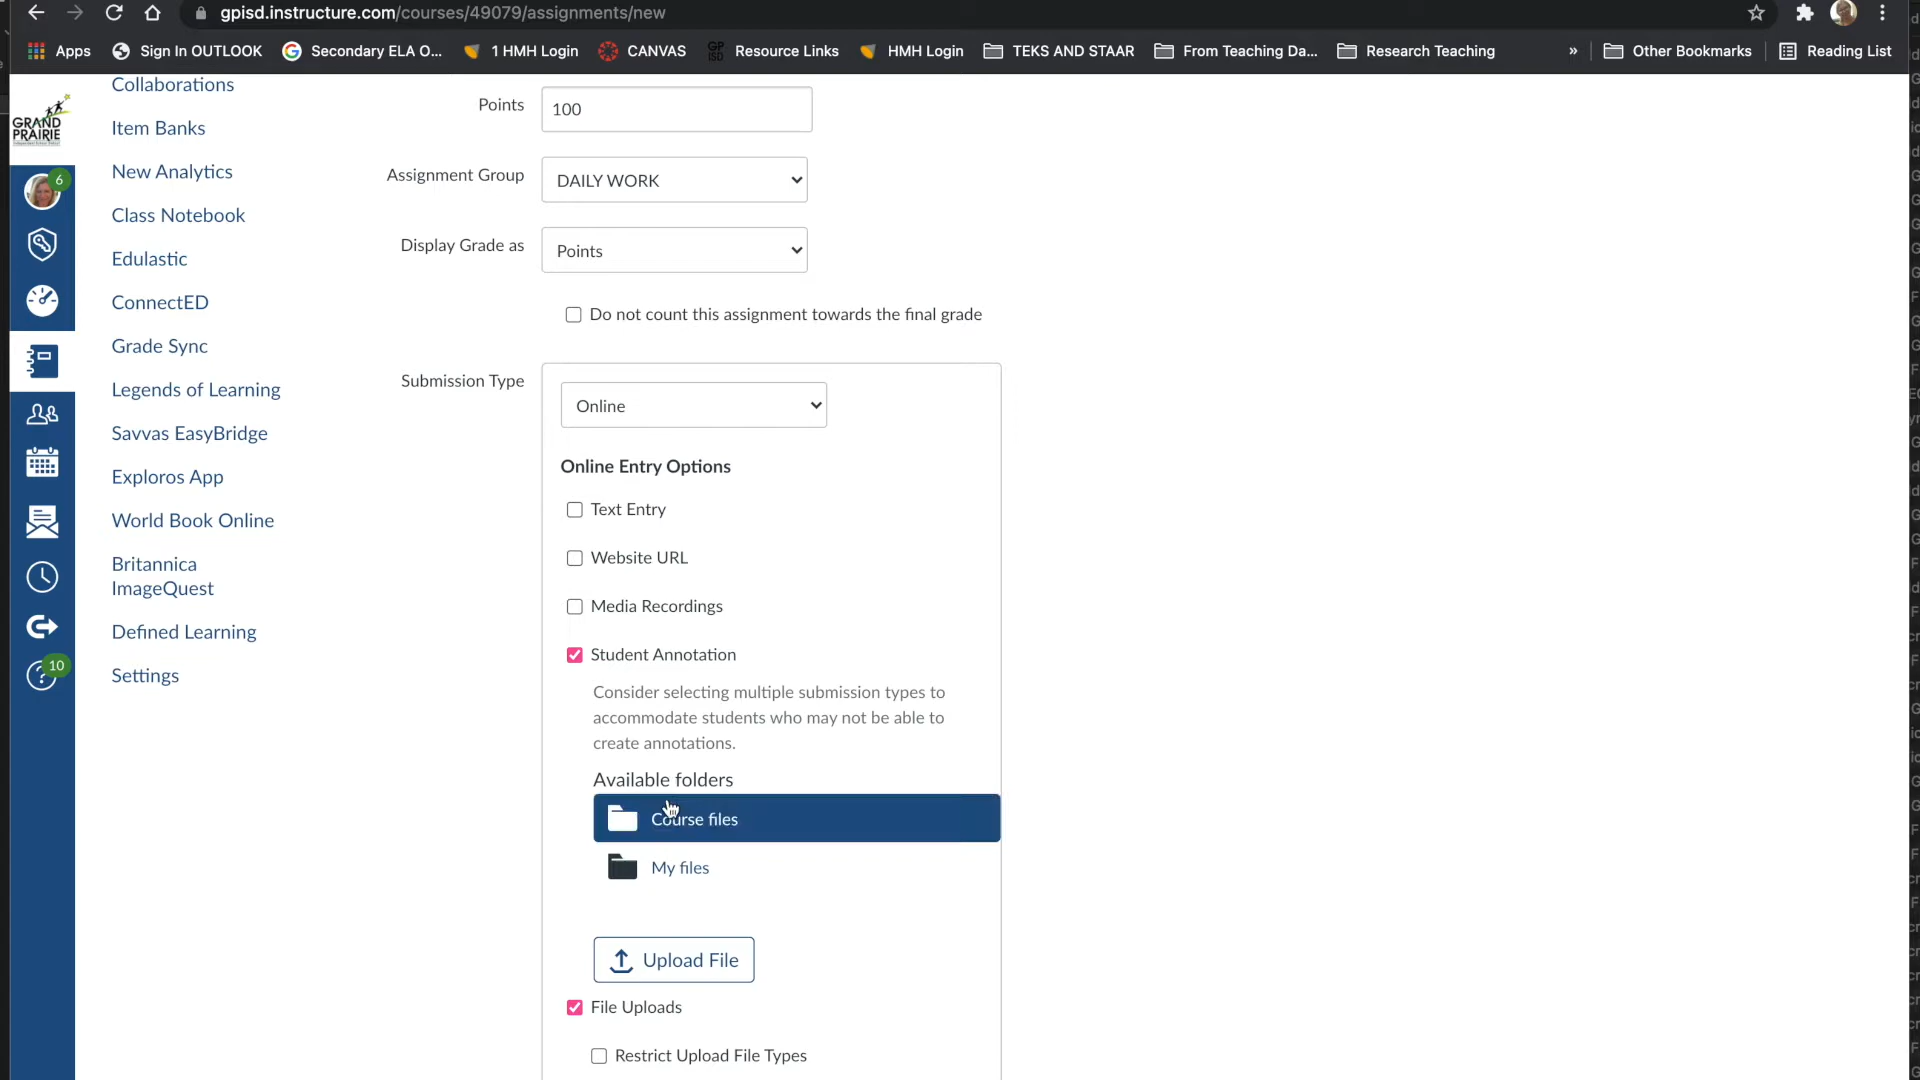 gpisd.instructure.com/courses/49079/assignments/new
Apps Sign In OUTLOOK Secondary ELA O... 1 HMH Login CANVAS Resource Links HMH Login TEKS AND STAAR From Teaching Da... Research Teaching » Other Bookmarks Reading List
GRAND
PRAIRIE
6
10
Collaborations
Item Banks
New Analytics
Class Notebook
Edulastic
ConnectED
Grade Sync
Legends of Learning
Savvas EasyBridge
Exploros App
World Book Online
Britannica
ImageQuest
Defined Learning
Settings
Points 100
Assignment Group DAILY WORK
Display Grade as Points
Do not count this assignment towards the final grade
Submission Type Online
Online Entry Options
Text Entry
Website URL
Media Recordings
Student Annotation
Consider selecting multiple submission types to
accommodate students who may not be able to
create annotations.
Available folders
Course files
My files
Upload File
File Uploads
Restrict Upload File Types